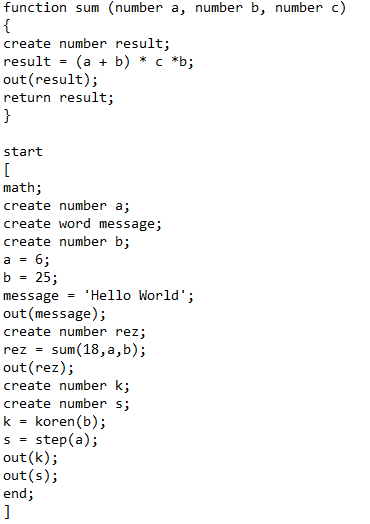 function sum (number a, number b, number c)
{
create number result;
result = (a + b) * c *b;
out(result);
return result;
}
start
[
math;
create number a;
create word message;
create number b;
a = 6;
b = 25;
message = 'Hello World';
out(message);
create number rez;
rez = sum(18,a,b);
out(rez);
create number k;
create number s;
k = koren(b);
s = step(a);
out(k);
out(s);
end;
]